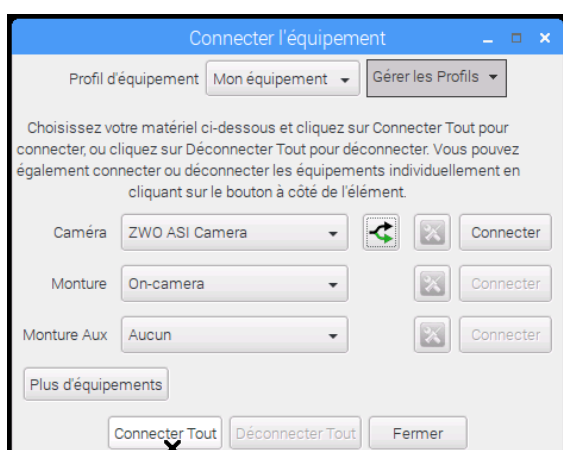 Connecter l'équipement
Profil d'équipement Mon équipement Gérer les Profils
Choisissez votre matériel ci-dessous et cliquez sur Connecter Tout pour
connecter, ou cliquez sur Déconnecter Tout pour déconnecter. Vous pouvez
également connecter ou déconnecter les équipements individuellement en
cliquant sur le bouton à côté de l'élément.
Caméra ZWO ASI Camera Connecter
Monture On-camera Connecter
Monture Aux Aucun Connecter
Plus d'équipements
Connecter Tout Déconnecter Tout Fermer